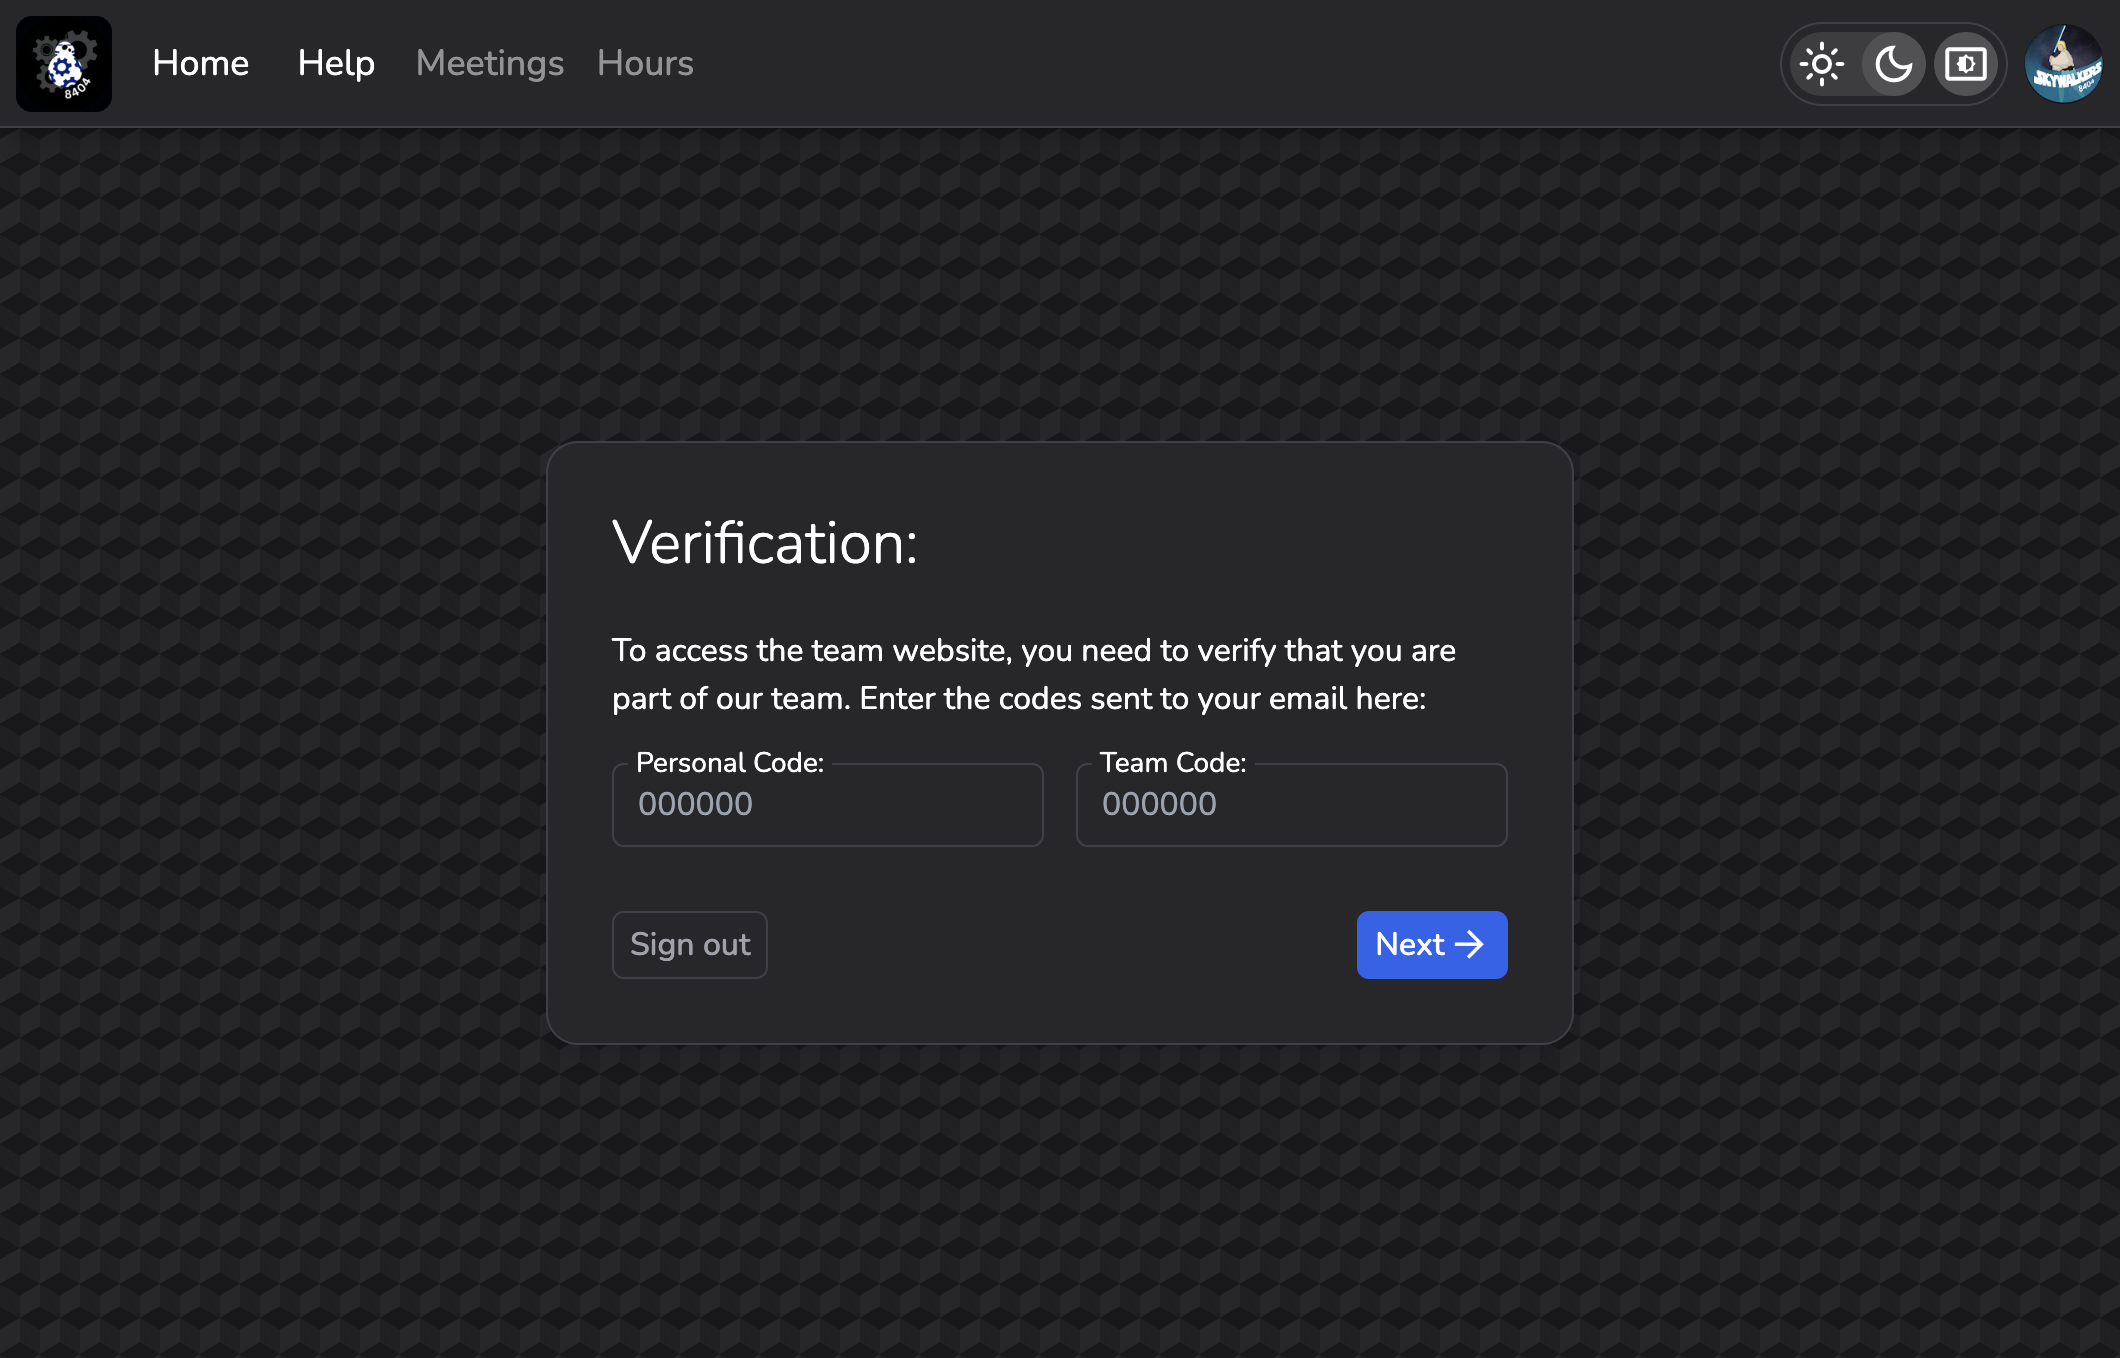 8404
Home Help Meetings Hours
SKYWALKERS
8404
Verification:
To access the team website, you need to verify that you are
part of our team. Enter the codes sent to your email here:
Personal Code: Team Code:
000000 000000
Sign out Next